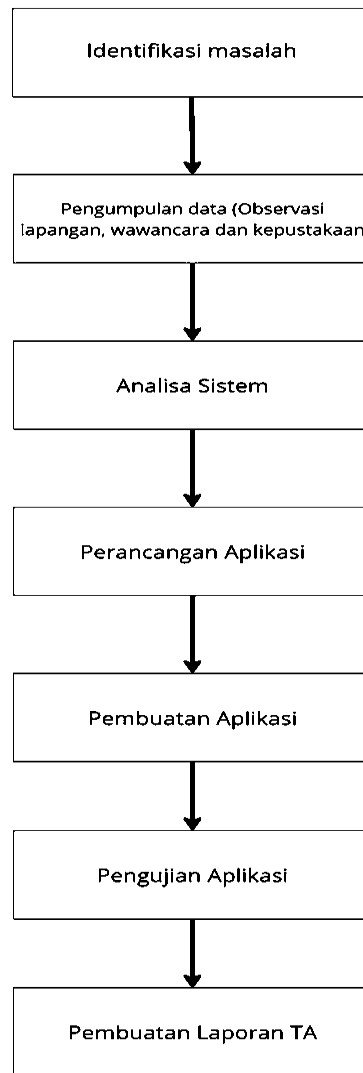 Identifikasi masalah
Pengumpulan data (Observasi
lapangan, wawancara dan kepustakaan
Analisa Sistem
Perancangan Aplikasi
Pembuatan Aplikasi
Pengujian Aplikasi
Pembuatan Laporan TA